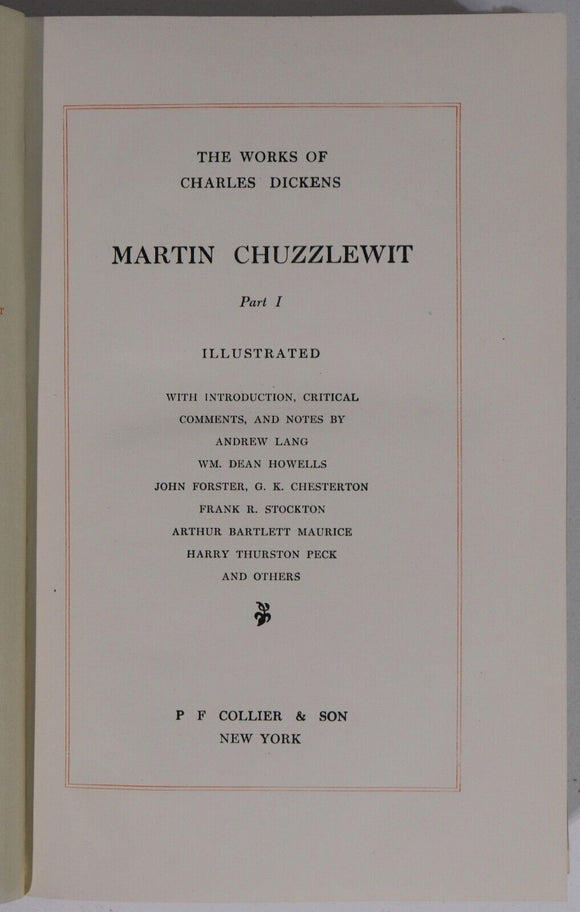 THE WORKS OF
CHARLES DICKENS
MARTIN CHUZZLEWIT
Part I
ILLUSTRATED
WITH INTRODUCTION, CRITICAL
COMMENTS, AND NOTES BY
ANDREW LANG
WM. DEAN HOWELLS
JOHN FORSTER, G. K. CHESTERTON
FRANK R. STOCKTON
ARTHUR BARTLETT MAURICE
HARRY THURSTON PECK
AND OTHERS
P F COLLIER & SON
NEW YORK